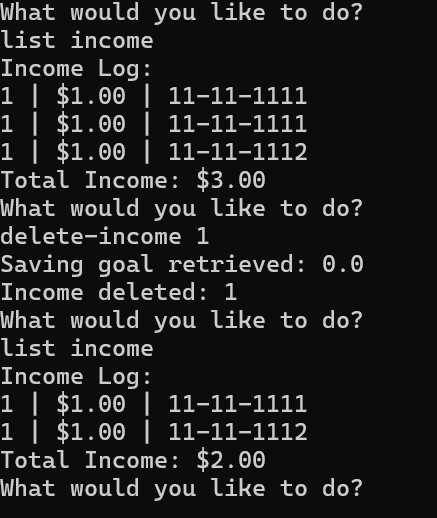 What would you like to do?
list income
Income Log:
1 | $1.00 | 11-11-1111
1 | $1.00 | 11-11-1111
1 | $1.00 | 11-11-1112
Total Income: $3.00
What would you like to do?
delete-income 1
Saving goal retrieved: 0.0
Income deleted: 1
What would you like to do?
list income
Income Log:
1 | $1.00 | 11-11-1111
1 | $1.00 | 11-11-1112
Total Income: $2.00
What would you like to do?